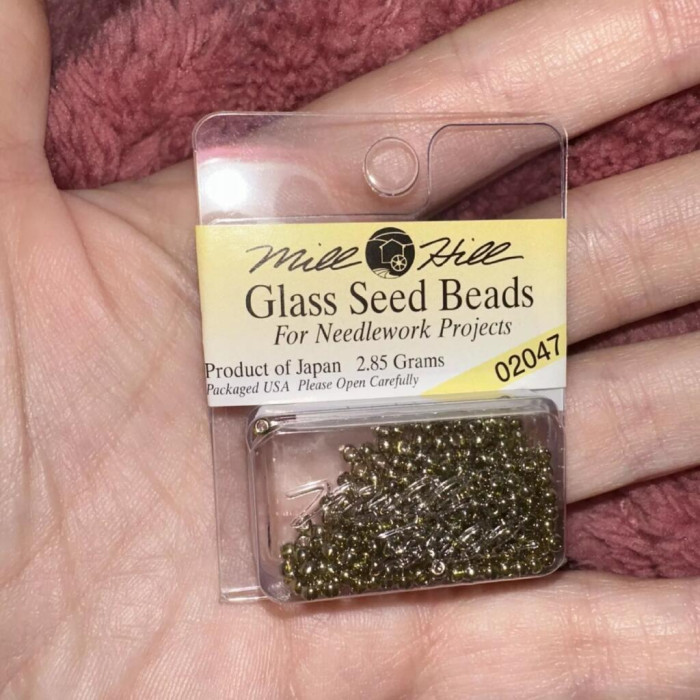 Mill Hill
Glass Seed Beads
For Needlework Projects
Product of Japan 2.85 Grams
Packaged USA Please Open Carefully
02047